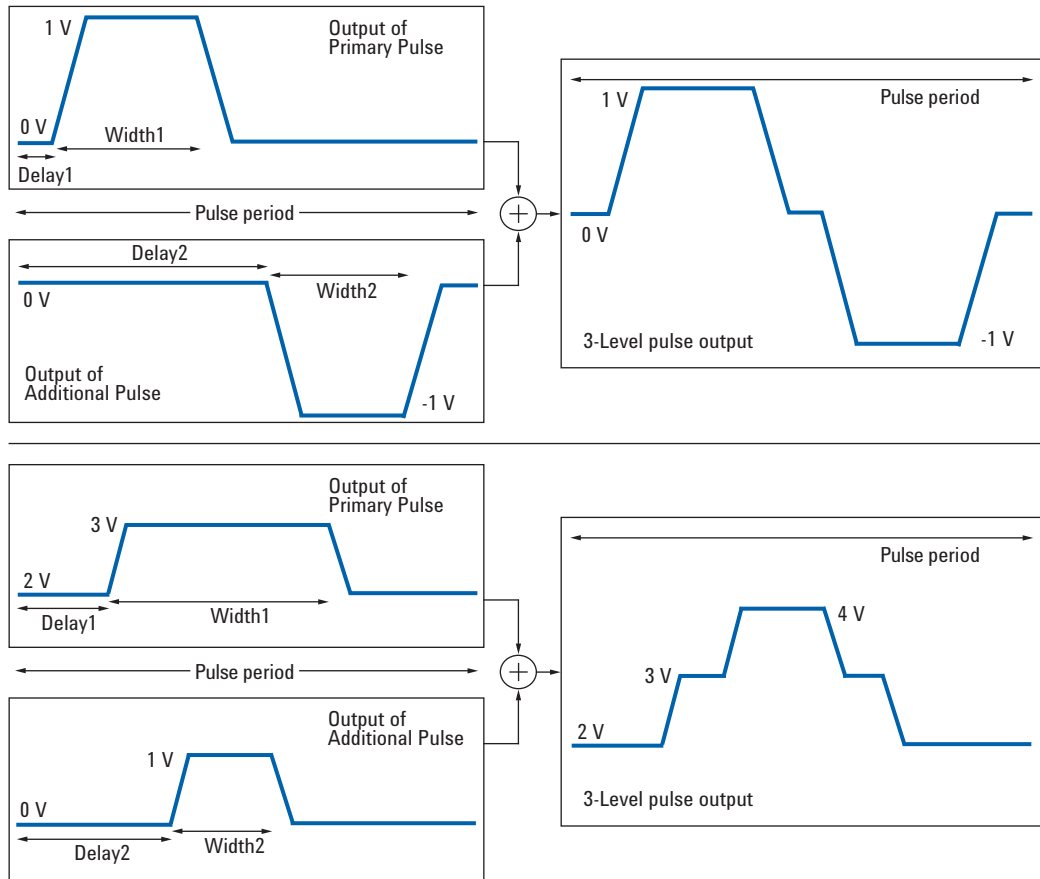 1 V
Output of
Primary Pulse
0 V
Width1
Delay1
Pulse period
Delay2
Width2
0 V
Output of
Additional Pulse
-1 V
Pulse period
1 V
0 V
-1 V
3-Level pulse output
Output of
Primary Pulse
3 V
2 V
Delay1
Width1
Pulse period
Output of
Additional Pulse
1 V
0 V
Delay2
Width2
Pulse period
4 V
3 V
2 V
3-Level pulse output